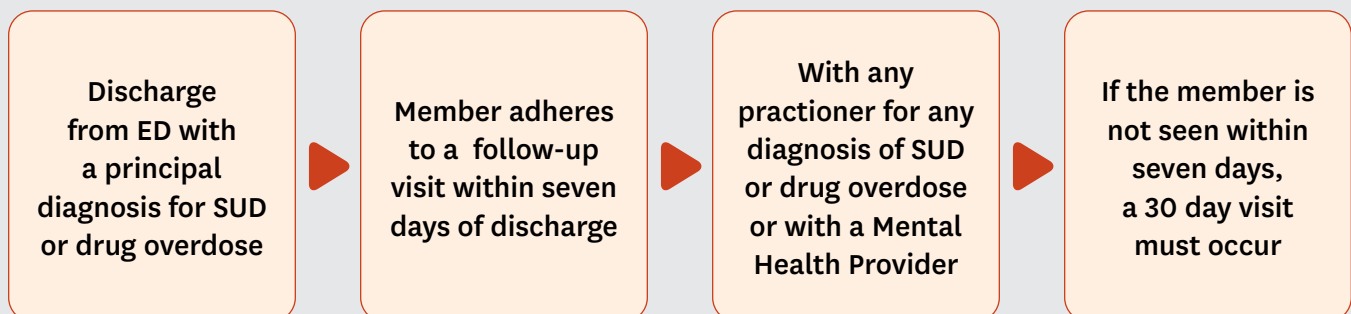 Discharge
from ED with
a principal
diagnosis for SUD
or drug overdose
Member adheres
to a follow-up
visit within seven
days of discharge
With any
practioner for any
diagnosis of SUD
or drug overdose
or with a Mental
Health Provider
If the member is
not seen within
seven days,
a 30 day visit
must occur